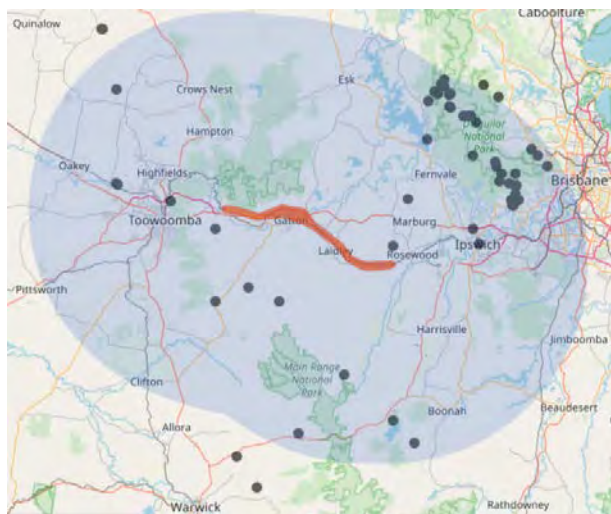 Caboolture
Quinalow
Esk
Crows Nest
Hampton
D'Aguilar
National
Park
Oakey
Highfields
Fernvale
Brisbane
Toowoomba
Gatton
Marburg
Ipswich
Laidley
Rosewood
Pittsworth
Harrisville
Jimboomba
Main Range
National
Park
Clifton
Boonah
Beaudesert
Allora
Warwick
Rathdowney